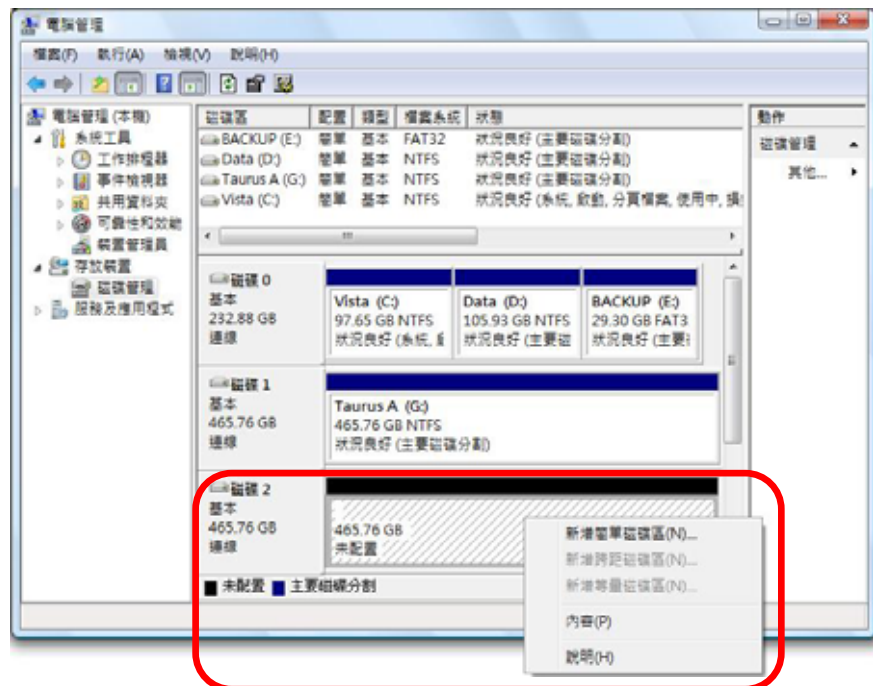 電腦管理
檔案(F) 執行(A) 檢視(V) 說明(H)
電腦管理 (本機)
系統工具
工作排程器
事件檢視器
共用資料夾
可靠性和效能
裝置管理員
存放裝置
磁碟管理
服務及應用程式
磁碟區 配置 類型 檔案系統 狀態
BACKUP (E:) 簡單 基本 FAT32 狀況良好 (主要磁碟分割)
Data (D:) 簡單 基本 NTFS 狀況良好 (主要磁碟分割)
Taurus A (G:) 簡單 基本 NTFS 狀況良好 (主要磁碟分割)
Vista (C:) 簡單 基本 NTFS 狀況良好 (系統, 啟動, 分頁檔案, 使用中, 損
動作
磁碟管理
其他...
磁碟 0
基本
232.88 GB
連線
Vista (C:)
97.65 GB NTFS
狀況良好 (系統, 啟
Data (D:)
105.93 GB NTFS
狀況良好 (主要磁
BACKUP (E:)
29.30 GB FAT3
狀況良好 (主要
磁碟 1
基本
465.76 GB
連線
Taurus A (G:)
465.76 GB NTFS
狀況良好 (主要磁碟分割)
磁碟 2
基本
465.76 GB
連線
465.76 GB
未配置
未配置 主要磁碟分割
新增簡單磁碟區(N)...
新增跨距磁碟區(N)...
新增等量磁碟區(N)...
內容(P)
說明(H)